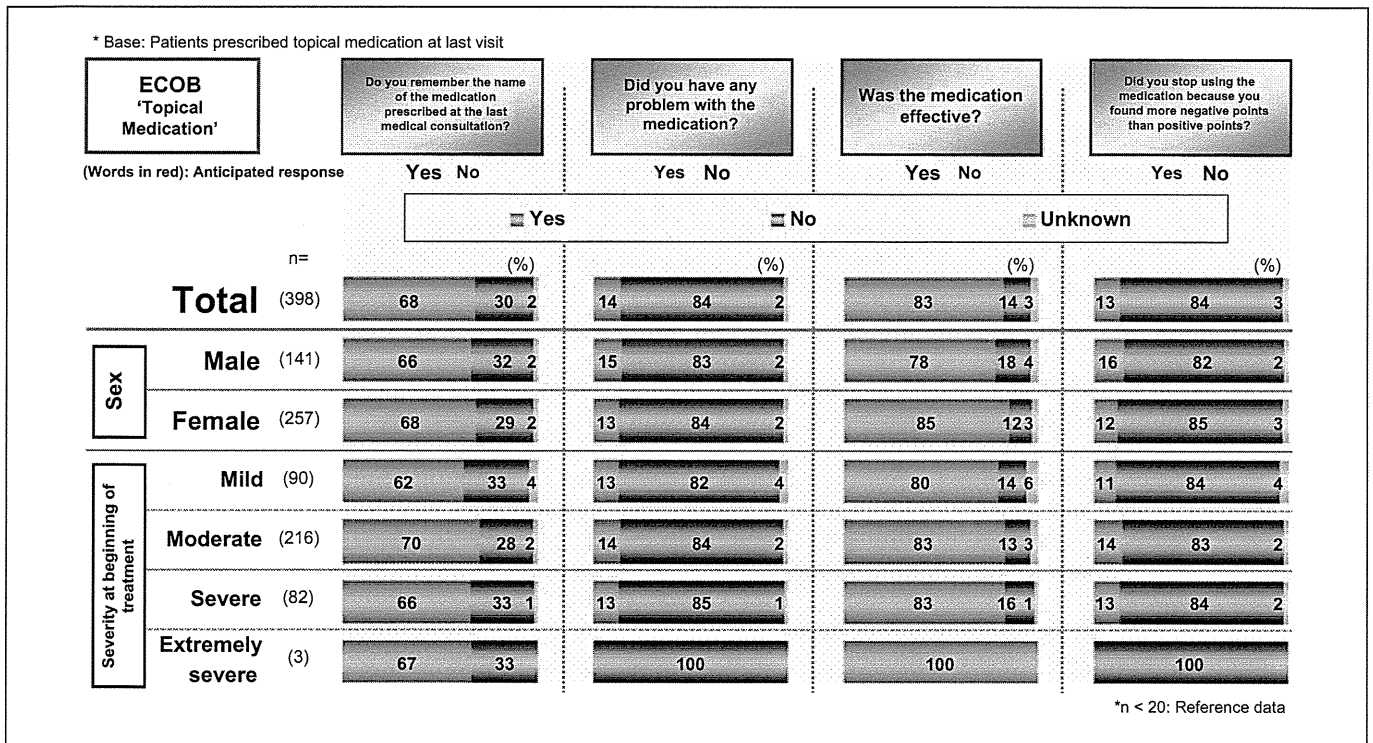 * Base: Patients prescribed topical medication at last visit
ECOB
'Topical
Medication'
Do you remember the name
of the medication
prescribed at the last
medical consultation?
Did you have any
problem with the
medication?
Was the medication
effective?
Did you stop using the
medication because you
found more negative points
than positive points?
(Words in red): Anticipated response
Yes No
Yes No
Yes No
Yes No
Yes No Unknown
n= (%) (%) (%) (%)
Total (398) 68 30 2 14 84 2 83 14 3 13 84 3
Sex
Male (141) 66 32 2 15 83 2 78 18 4 16 82 2
Female (257) 68 29 2 13 84 2 85 12 3 12 85 3
Severity at beginning of
treatment
Mild (90) 62 33 4 13 82 4 80 14 6 11 84 4
Moderate (216) 70 28 2 14 84 2 83 13 3 14 83 2
Severe (82) 66 33 1 13 85 1 83 16 1 13 84 2
Extremely
severe (3) 67 33 100 100 100
*n < 20: Reference data